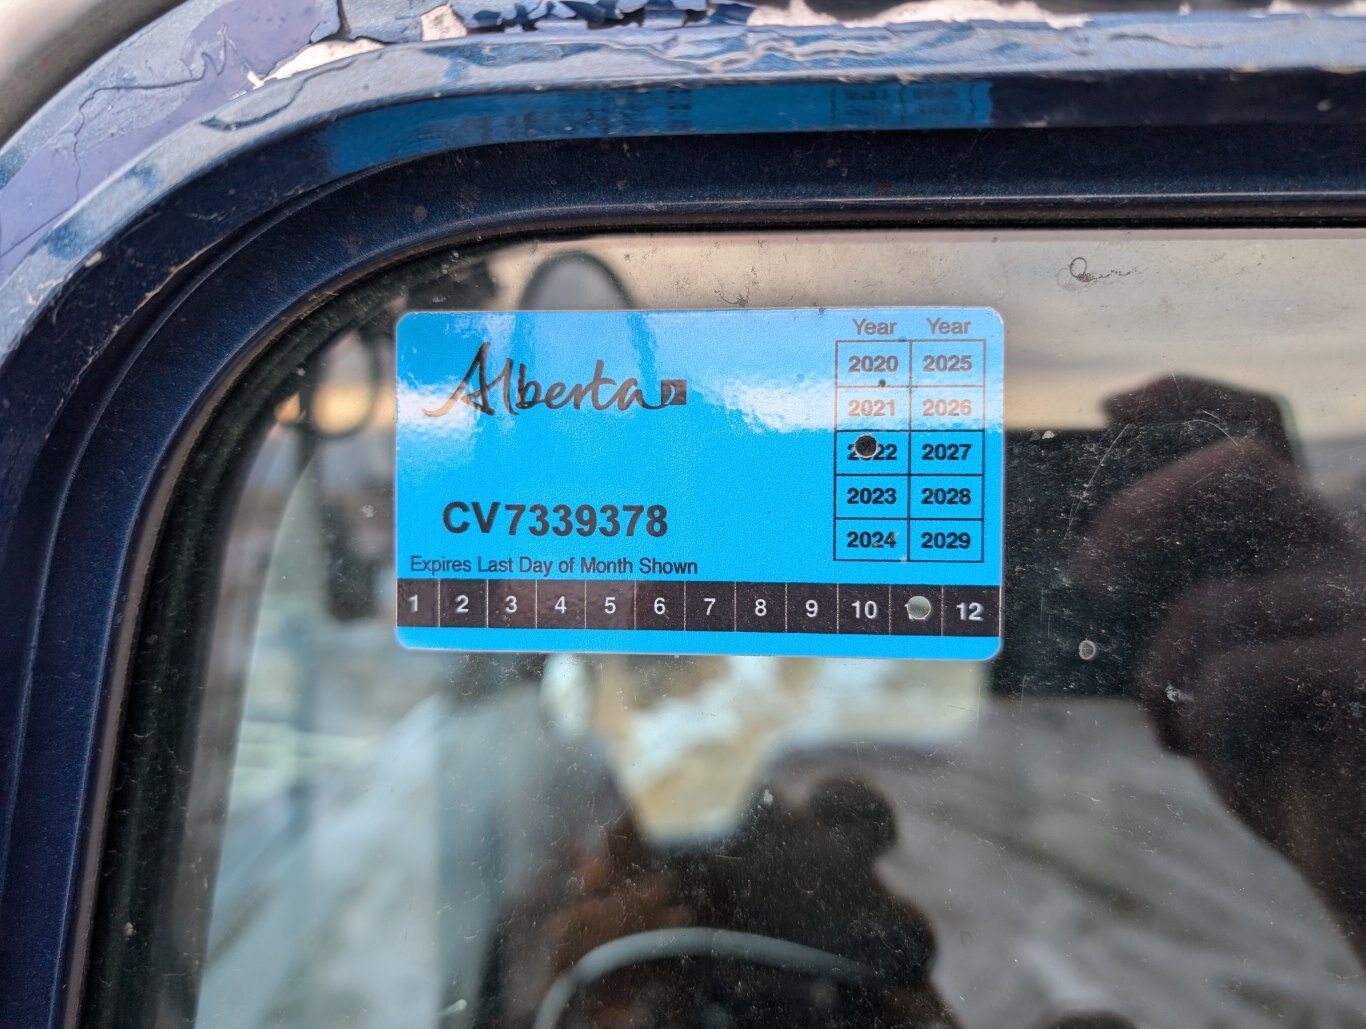 Alberta
Year Year
2020 2025
2021 2026
2022 2027
2023 2028
2024 2029
CV7339378
Expires Last Day of Month Shown
1 2 3 4 5 6 7 8 9 10 12